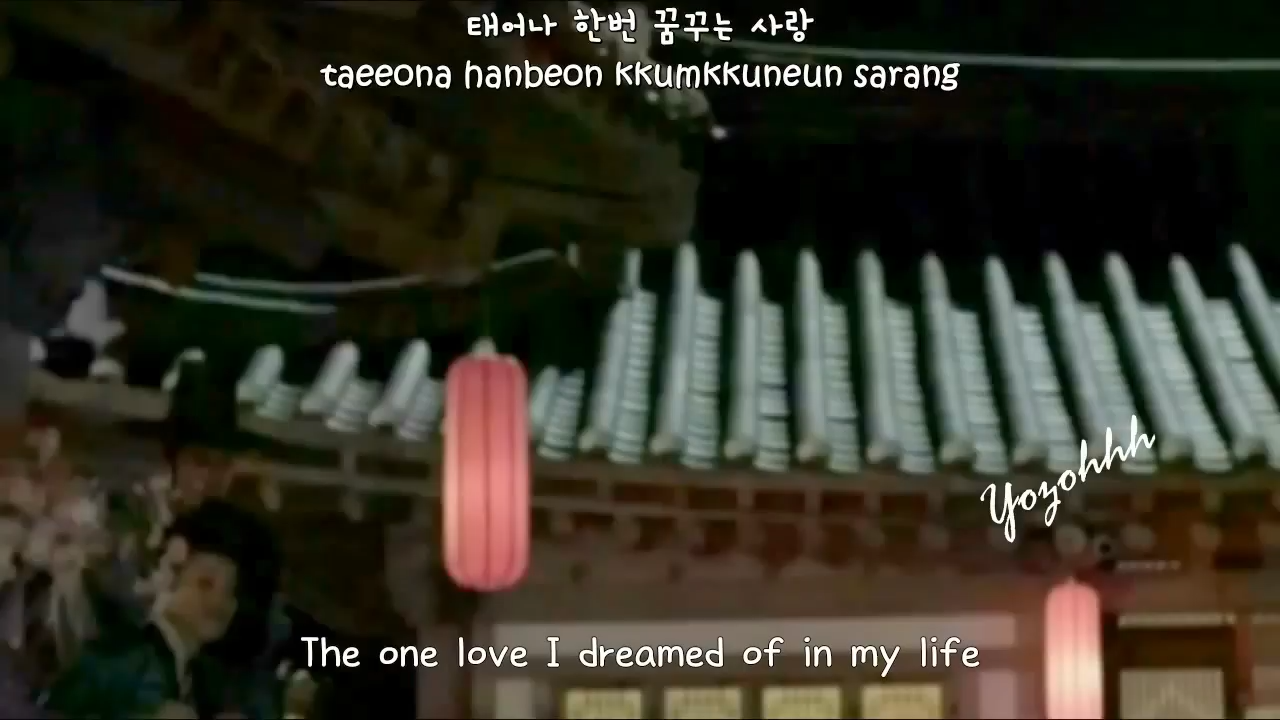 태어나 한번 꿈꾸는 사랑
taeeona hanbeon kkumkkuneun sarang
Yozohhh
The one love I dreamed of in my life